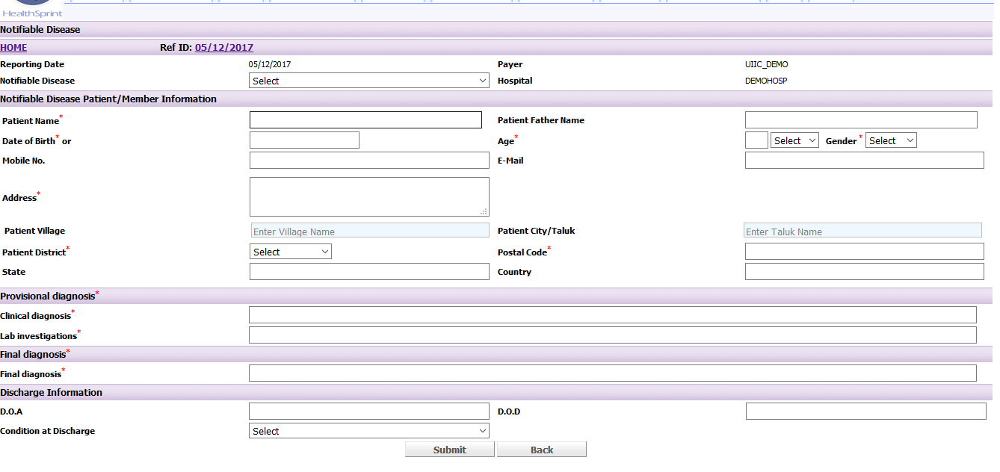 HealthSprint
Notifiable Disease
HOME Ref ID: 05/12/2017
Reporting Date 05/12/2017 Payer UIIC_DEMO
Notifiable Disease Select Hospital DEMOHOSP
Notifiable Disease Patient/Member Information
Patient Name* Patient Father Name
Date of Birth* or Age* Select Gender * Select
Mobile No. E-Mail
Address*
Patient Village Enter Village Name Patient City/Taluk Enter Taluk Name
Patient District* Select Postal Code*
State Country
Provisional diagnosis*
Clinical diagnosis*
Lab investigations*
Final diagnosis*
Final diagnosis*
Discharge Information
D.O.A D.O.D
Condition at Discharge Select
Submit Back